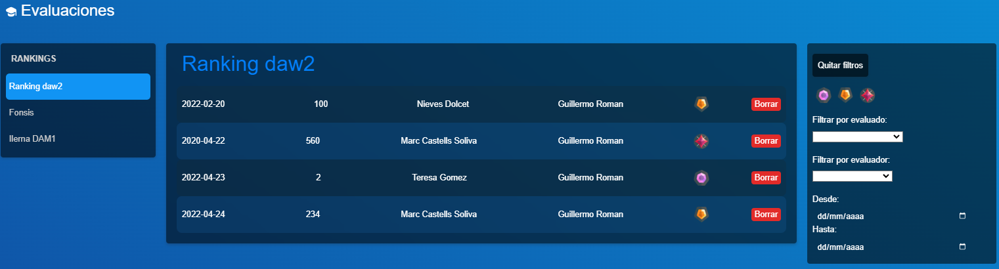 Evaluaciones
RANKINGS
Ranking daw2
Fonsis
Ilerna DAM1
Ranking daw2
2022-02-20 100 Nieves Dolcet Guillermo Roman Borrar
2020-04-22 560 Marc Castells Soliva Guillermo Roman Borrar
2022-04-23 2 Teresa Gomez Guillermo Roman Borrar
2022-04-24 234 Marc Castells Soliva Guillermo Roman Borrar
Quitar filtros
Filtrar por evaluado:
Filtrar por evaluador:
Desde:
dd/mm/aaaa
Hasta:
dd/mm/aaaa